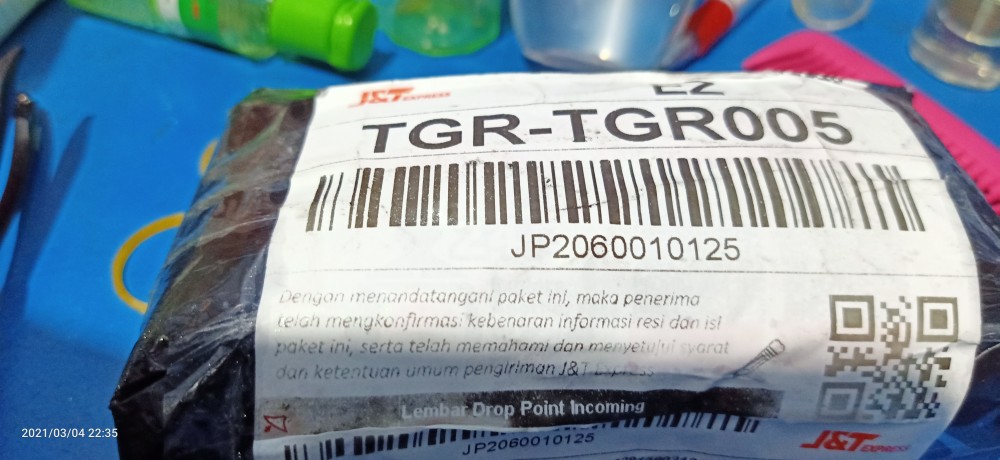 J&T EXPRESS
EZ
TGR-TGR005
JP2060010125
Dengan menandatangani paket ini, maka penerima
telah mengkonfirmasi kebenaran informasi resi dan isi
paket ini, serta telah memahami dan menyetujui syarat
dan ketentuan umum pengiriman J&T Express
Lembar Drop Point Incoming
JP2060010125
J&T EXPRESS
2021/03/04 22:35